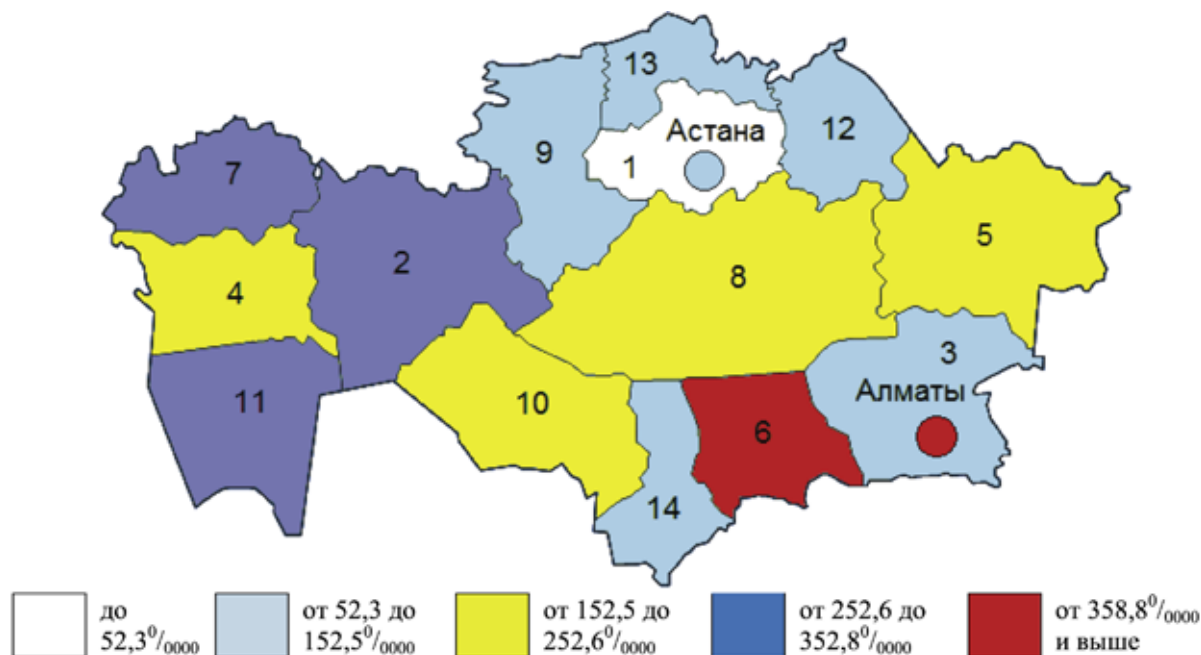 13
Астана
12
9
1
7
5
2
8
4
3
Алматы
11
10
6
14
до
52,3⁰/₀₀₀₀
от 52,3 до
152,5⁰/₀₀₀₀
от 152,5 до
252,6⁰/₀₀₀₀
от 252,6 до
352,8⁰/₀₀₀₀
от 358,8⁰/₀₀₀₀
и выше